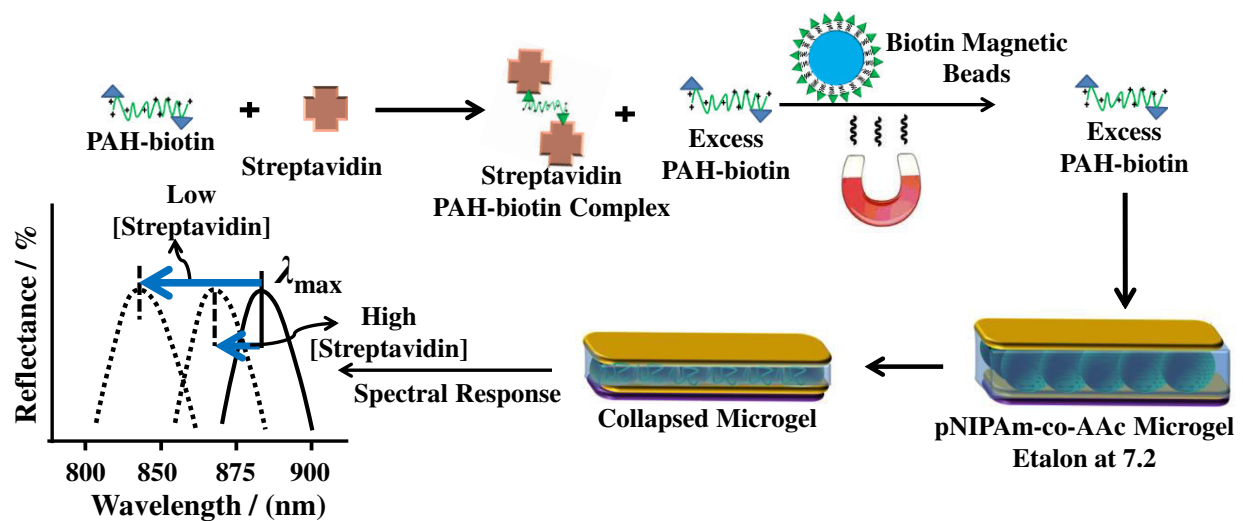 Biotin Magnetic
Beads
PAH-biotin
+
Streptavidin
Streptavidin
PAH-biotin Complex
+
Excess
PAH-biotin
Excess
PAH-biotin
Low
[Streptavidin]
λmax
High
[Streptavidin]
Reflectance / %
800 850 875 900
Wavelength / (nm)
Spectral Response
Collapsed Microgel
pNIPAm-co-AAc Microgel
Etalon at 7.2